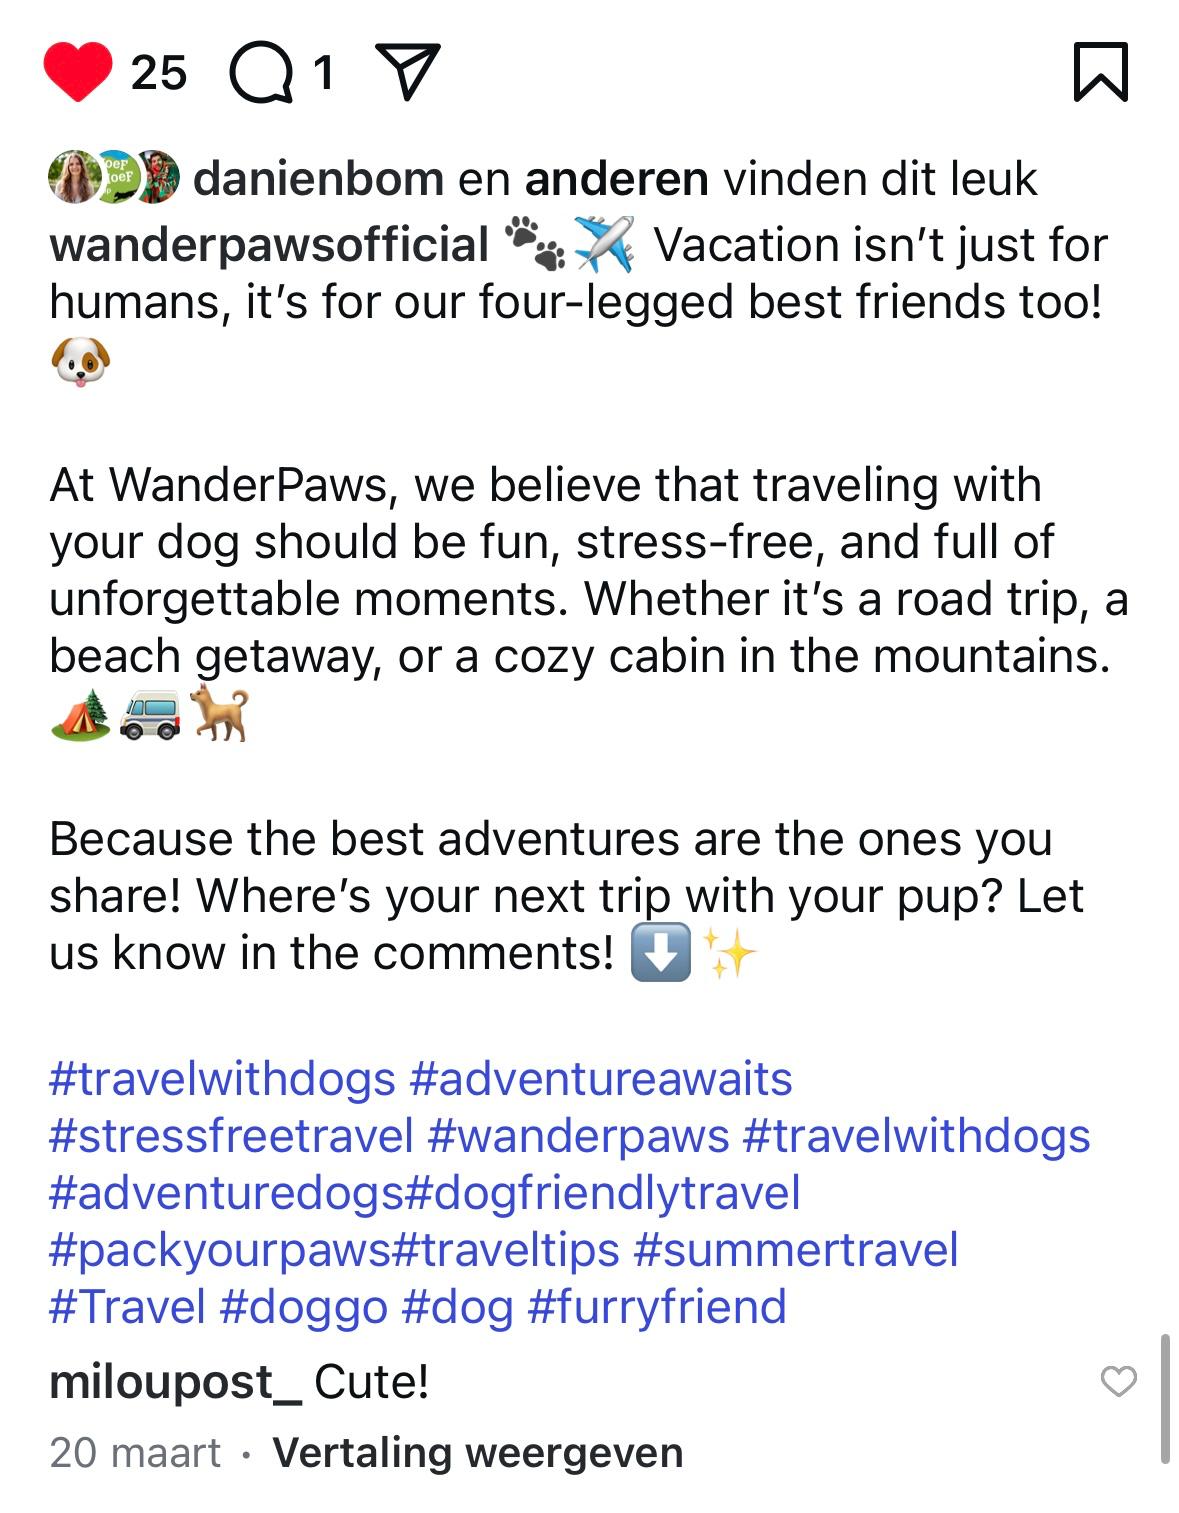 25 1
danienbom en anderen vinden dit leuk
wanderpawsofficial 🐾✈️ Vacation isn’t just for
humans, it’s for our four-legged best friends too!
🐶
At WanderPaws, we believe that traveling with
your dog should be fun, stress-free, and full of
unforgettable moments. Whether it’s a road trip, a
beach getaway, or a cozy cabin in the mountains.
🏕️🚐🐕
Because the best adventures are the ones you
share! Where’s your next trip with your pup? Let
us know in the comments! ⬇️✨
#travelwithdogs #adventureawaits
#stressfreetravel #wanderpaws #travelwithdogs
#adventuredogs#dogfriendlytravel
#packyourpaws#traveltips #summertravel
#Travel #doggo #dog #furryfriend
miloupost_ Cute!
20 maart · Vertaling weergeven